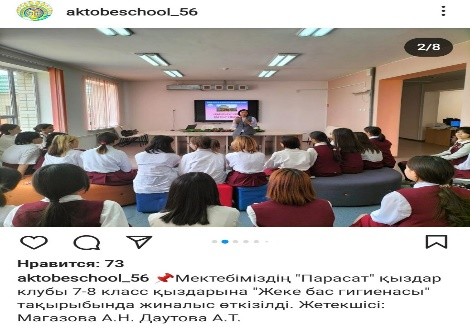 aktobeschool_56
2/8
Нравится: 73
aktobeschool_56 📌Мектебіміздің "Парасат" қыздар
клубы 7-8 класс қыздарына "Жеке бас гигиенасы"
тақырыбында жиналыс өткізілді. Жетекшісі:
Магазова А.Н. Даутова А.Т.